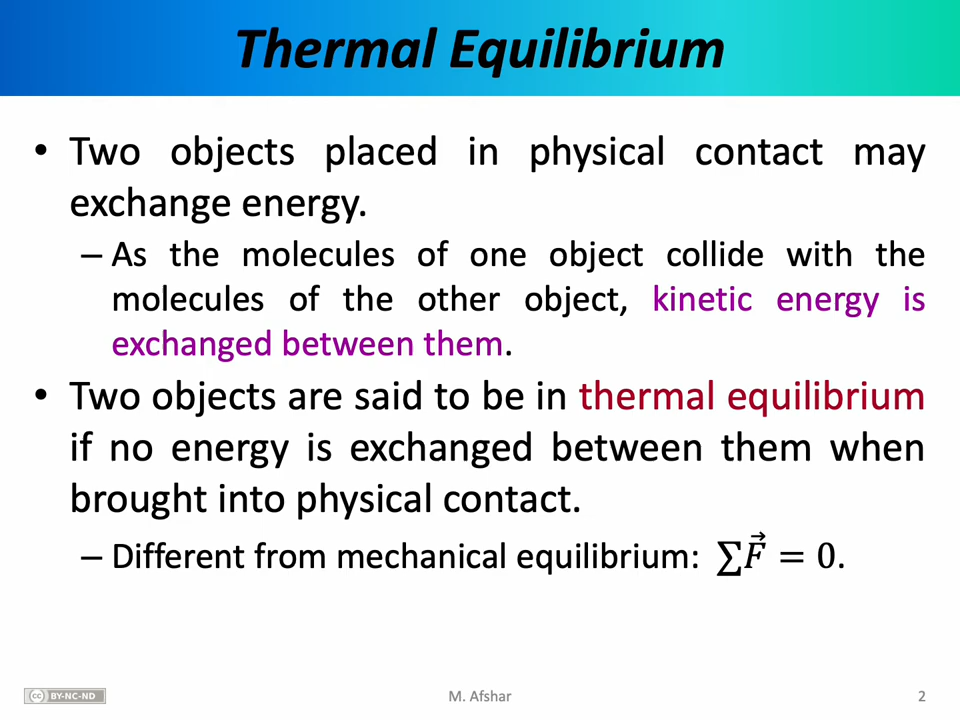 Thermal Equilibrium
• Two objects placed in physical contact may
exchange energy.
– As the molecules of one object collide with the
molecules of the other object, kinetic energy is
exchanged between them.
• Two objects are said to be in thermal equilibrium
if no energy is exchanged between them when
brought into physical contact.
– Different from mechanical equilibrium: ∑F⃗ = 0.
cc BY-NC-ND
M. Afshar
2